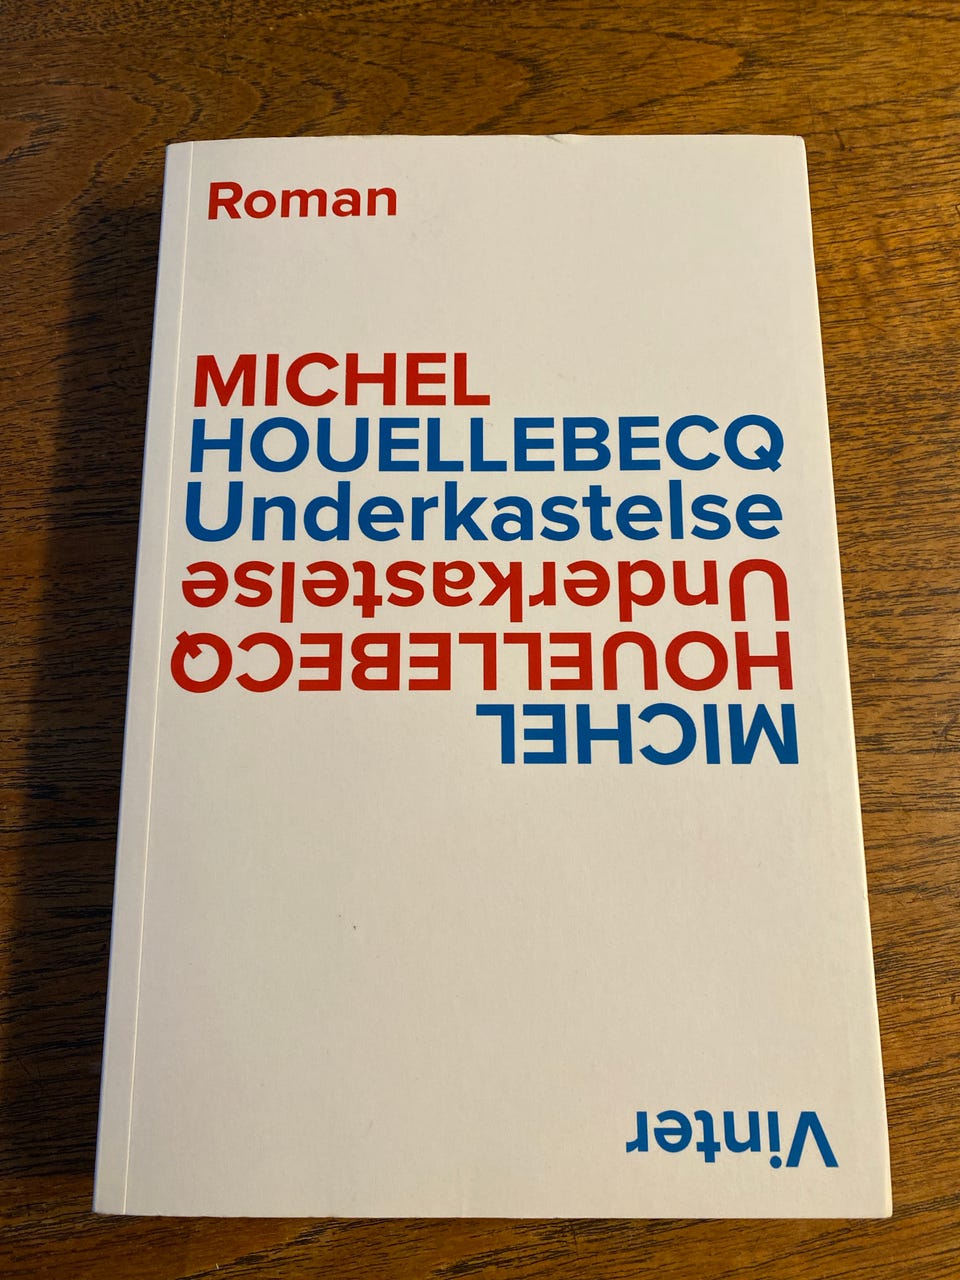 Roman
MICHEL
HOUELLEBECQ
Underkastelse
Underkastelse
HOUELLEBECQ
MICHEL
Vinter